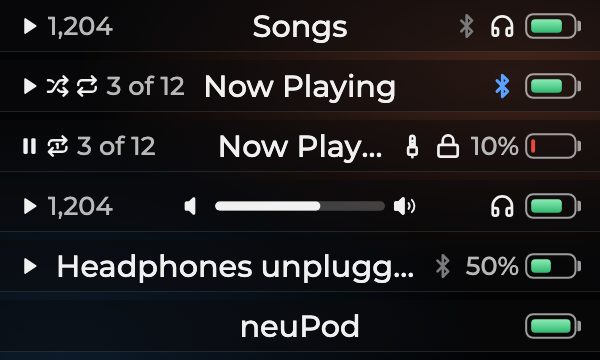 1,204 Songs
3 of 12 Now Playing
3 of 12 Now Play... 10%
1,204
Headphones unplugg... 50%
neuPod